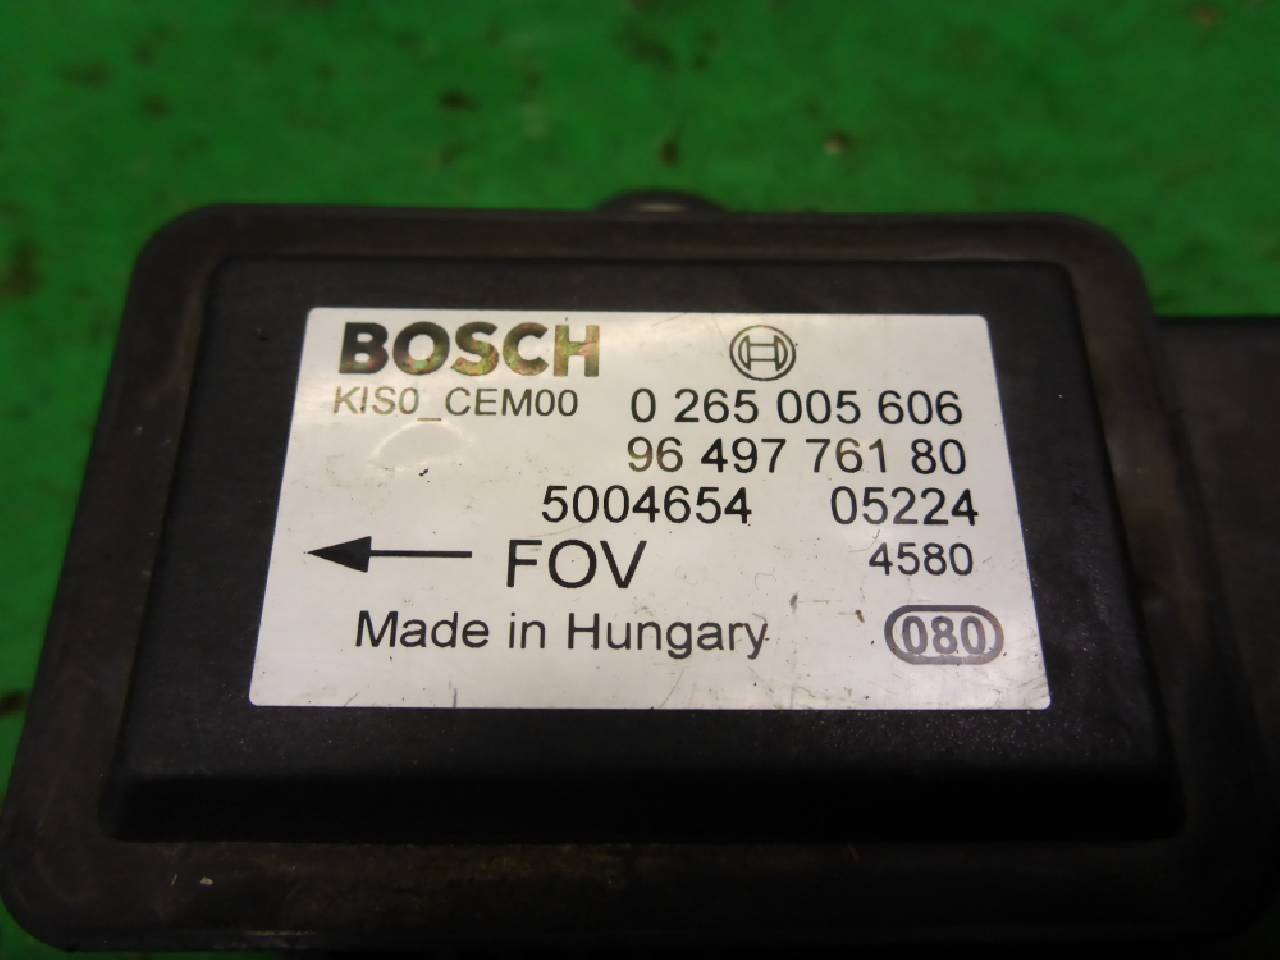 BOSCH
KIS0_CEM00 0 265 005 606
96 497 761 80
5004654 05224
FOV 4580
Made in Hungary 080